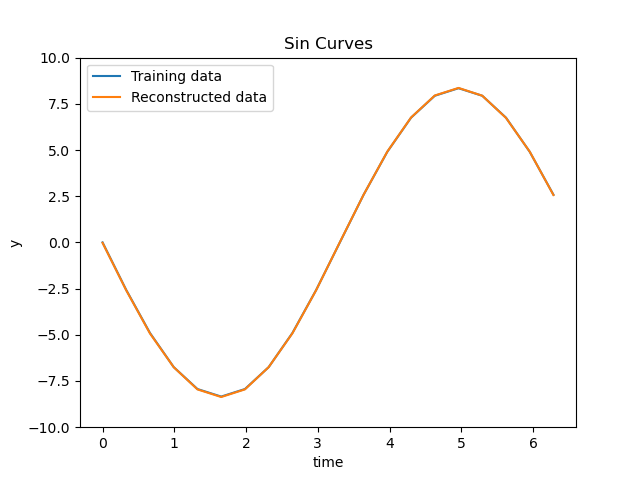 Sin Curves
Training data
Reconstructed data
10.0
7.5
5.0
2.5
0.0
−2.5
−5.0
−7.5
−10.0
y
0 1 2 3 4 5 6
time